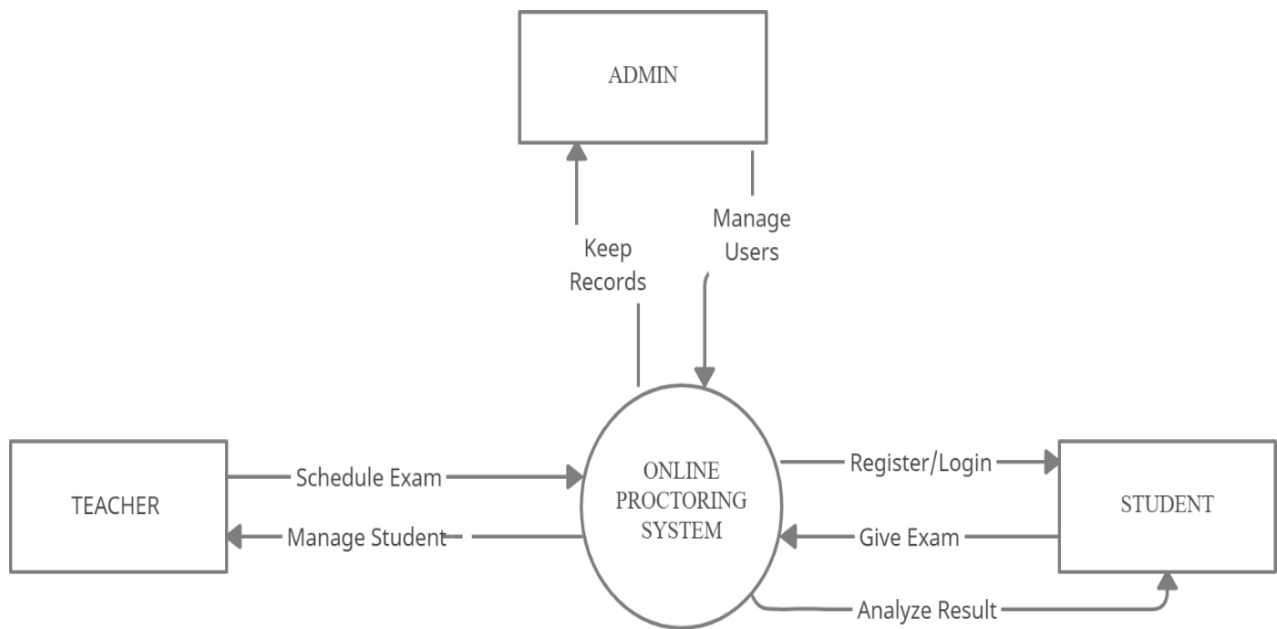 ADMIN
Manage
Users
Keep
Records
TEACHER
Schedule Exam
Manage Student
ONLINE
PROCTORING
SYSTEM
Register/Login
Give Exam
Analyze Result
STUDENT